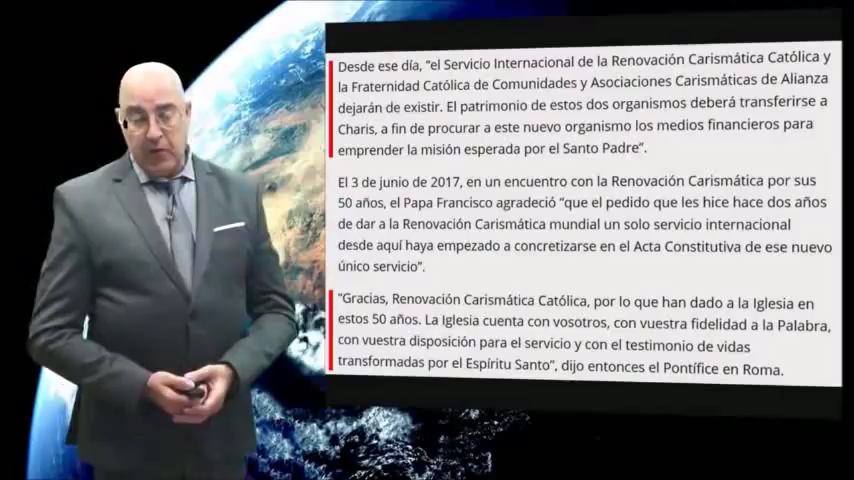 Desde ese día, "el Servicio Internacional de la Renovación Carismática Católica y
la Fraternidad Católica de Comunidades y Asociaciones Carismáticas de Alianza
dejarán de existir. El patrimonio de estos dos organismos deberá transferirse a
Charis, a fin de procurar a este nuevo organismo los medios financieros para
emprender la misión esperada por el Santo Padre".
El 3 de junio de 2017, en un encuentro con la Renovación Carismática por sus
50 años, el Papa Francisco agradeció "que el pedido que les hice hace dos años
de dar a la Renovación Carismática mundial un solo servicio internacional
desde aquí haya empezado a concretizarse en el Acta Constitutiva de ese nuevo
único servicio".
"Gracias, Renovación Carismática Católica, por lo que han dado a la Iglesia en
estos 50 años. La Iglesia cuenta con vosotros, con vuestra fidelidad a la Palabra,
con vuestra disposición para el servicio y con el testimonio de vidas
transformadas por el Espíritu Santo", dijo entonces el Pontífice en Roma.